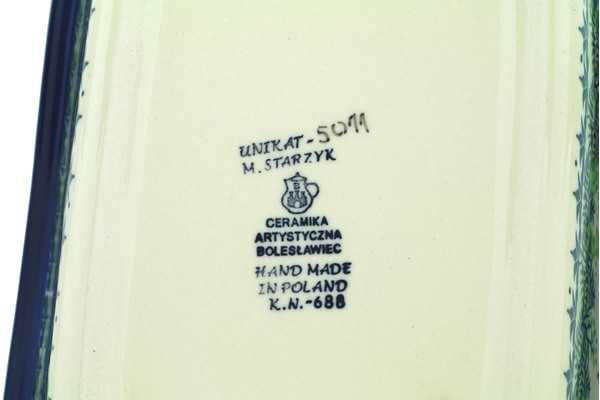 UNIKAT-5011
M. STARZYK
CERAMIKA
ARTYSTYCZNA
BOLESŁAWIEC
HAND MADE
IN POLAND
K.N.-688